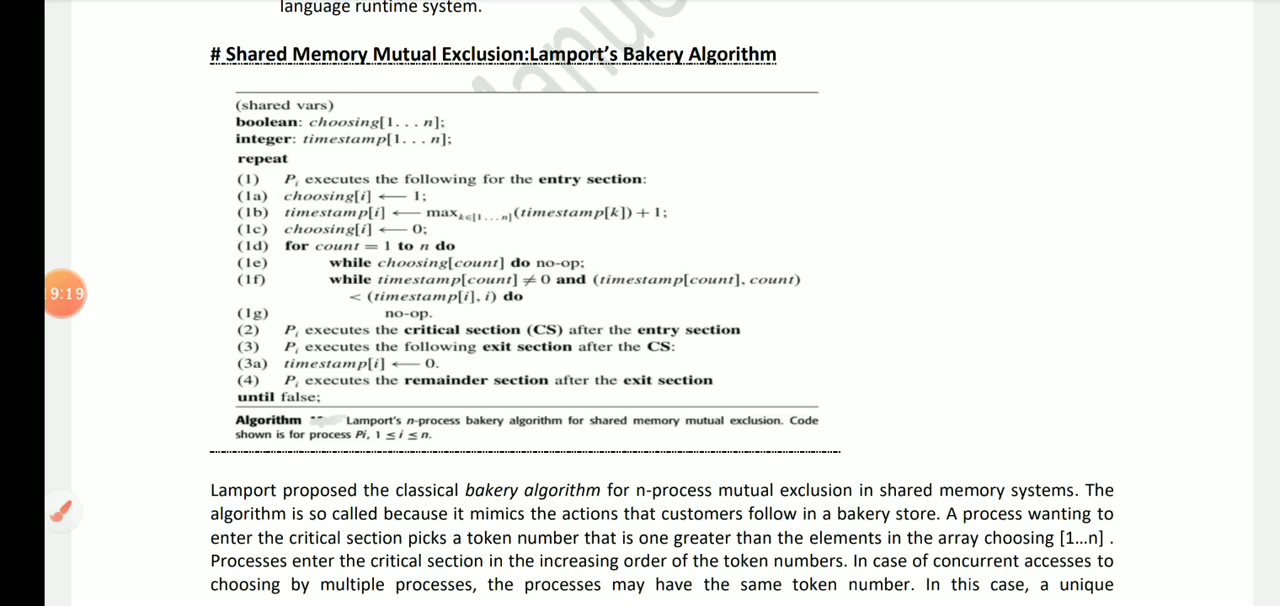 language runtime system.
# Shared Memory Mutual Exclusion:Lamport's Bakery Algorithm
(shared vars)
boolean: choosing[1. . . n];
integer: timestamp[1. . . n];
repeat
(1) Pi executes the following for the entry section:
(1a) choosing[i] ← 1;
(1b) timestamp[i] ← maxk∈[1...n](timestamp[k]) + 1;
(1c) choosing[i] ← 0;
(1d) for count = 1 to n do
(1e) while choosing[count] do no-op;
(1f) while timestamp[count] ≠ 0 and (timestamp[count], count)
< (timestamp[i], i) do
(1g) no-op.
(2) Pi executes the critical section (CS) after the entry section
(3) Pi executes the following exit section after the CS:
(3a) timestamp[i] ← 0.
(4) Pi executes the remainder section after the exit section
until false;
Algorithm Lamport's n-process bakery algorithm for shared memory mutual exclusion. Code
shown is for process Pi, 1 ≤ i ≤ n.
9:19
Lamport proposed the classical bakery algorithm for n-process mutual exclusion in shared memory systems. The
algorithm is so called because it mimics the actions that customers follow in a bakery store. A process wanting to
enter the critical section picks a token number that is one greater than the elements in the array choosing [1...n] .
Processes enter the critical section in the increasing order of the token numbers. In case of concurrent accesses to
choosing by multiple processes, the processes may have the same token number. In this case, a unique